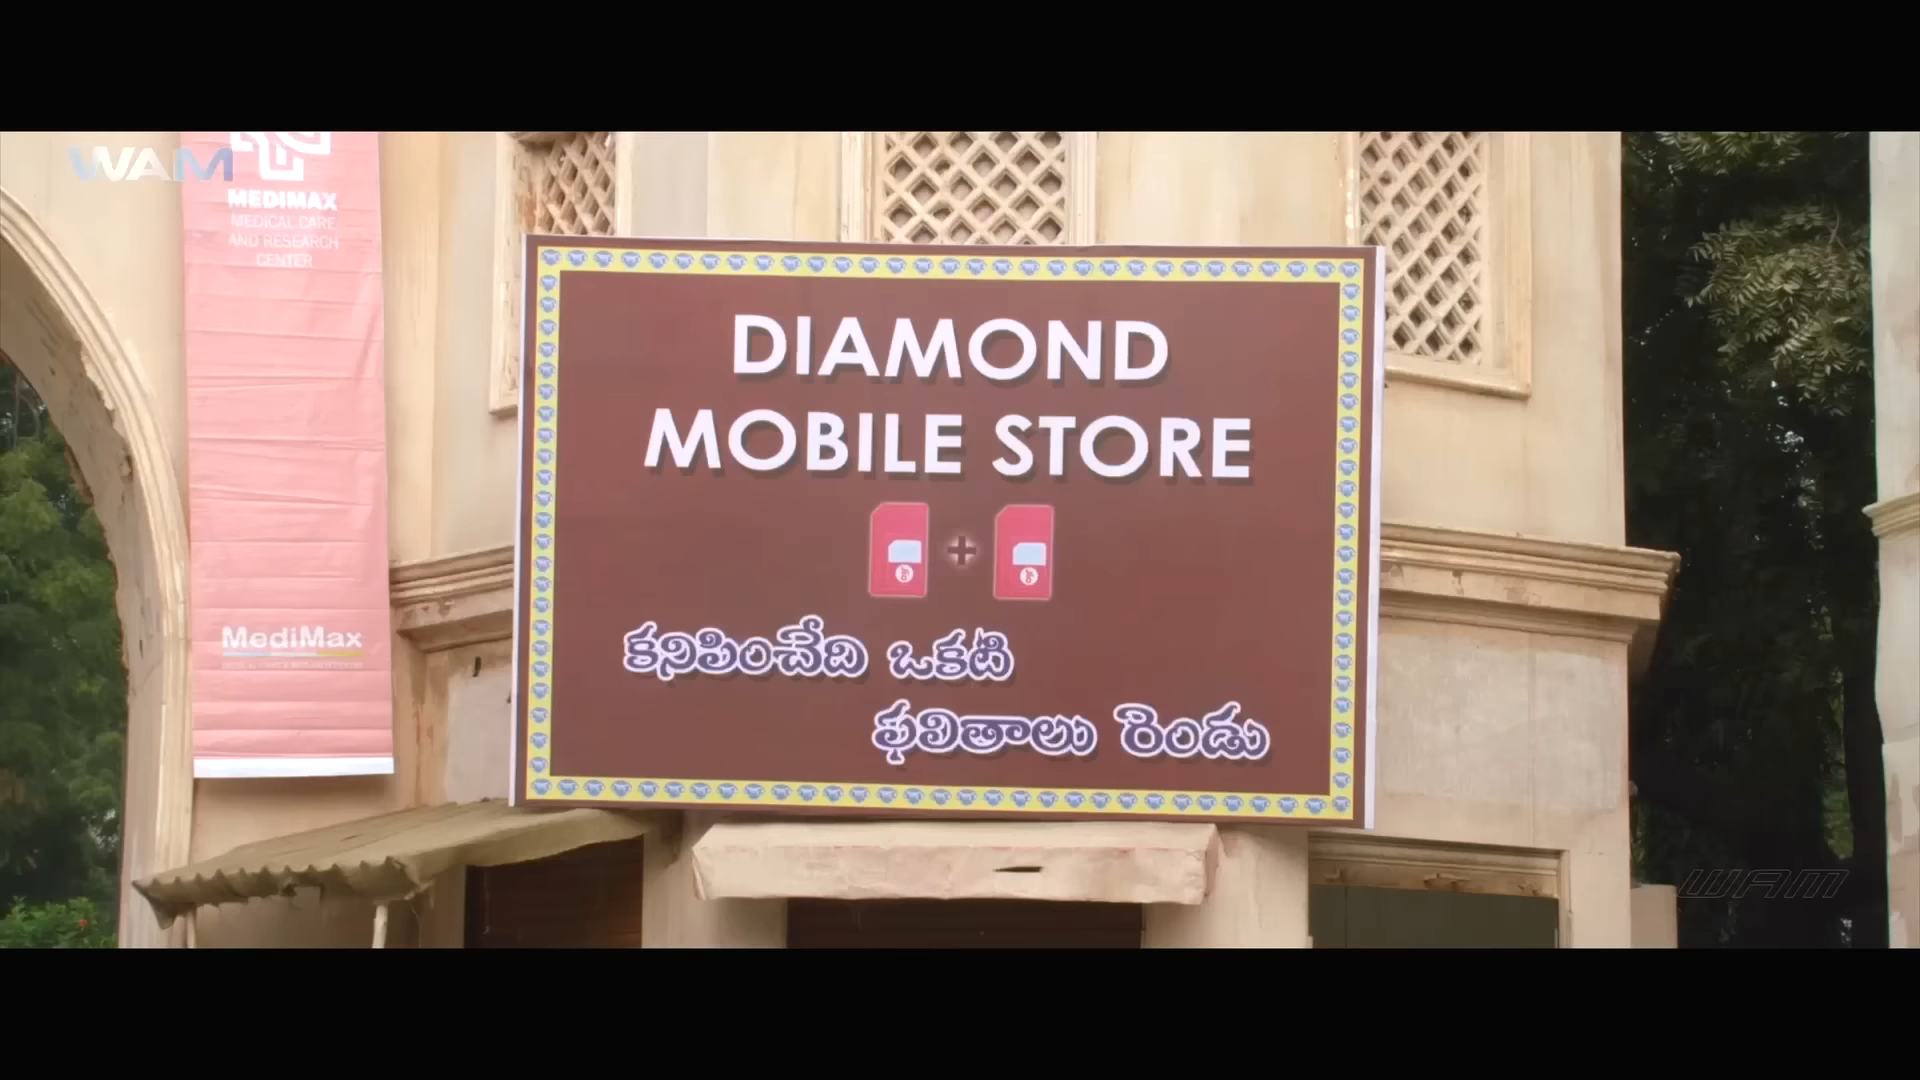 WAM
MEDIMAX
MEDICAL CARE
AND RESEARCH
CENTER
DIAMOND
MOBILE STORE
+
కనిపించేది ఒకటి
ఫలితాలు రెండు
MediMax
WAM